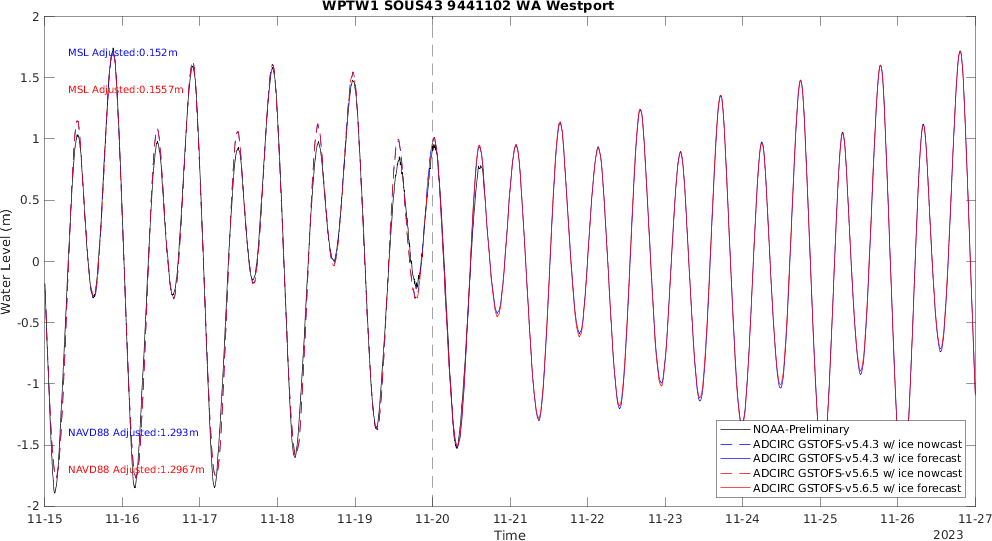 WPTW1 SOUS43 9441102 WA Westport
2
1.5
1
0.5
0
-0.5
-1
-1.5
-2
Water Level (m)
MSL Adjusted:0.152m
MSL Adjusted:0.1557m
NAVD88 Adjusted:1.293m
NAVD88 Adjusted:1.2967m
NOAA-Preliminary
ADCIRC GSTOFS-v5.4.3 w/ ice nowcast
ADCIRC GSTOFS-v5.4.3 w/ ice forecast
ADCIRC GSTOFS-v5.6.5 w/ ice nowcast
ADCIRC GSTOFS-v5.6.5 w/ ice forecast
11-15 11-16 11-17 11-18 11-19 11-20 11-21 11-22 11-23 11-24 11-25 11-26 11-27
Time
2023